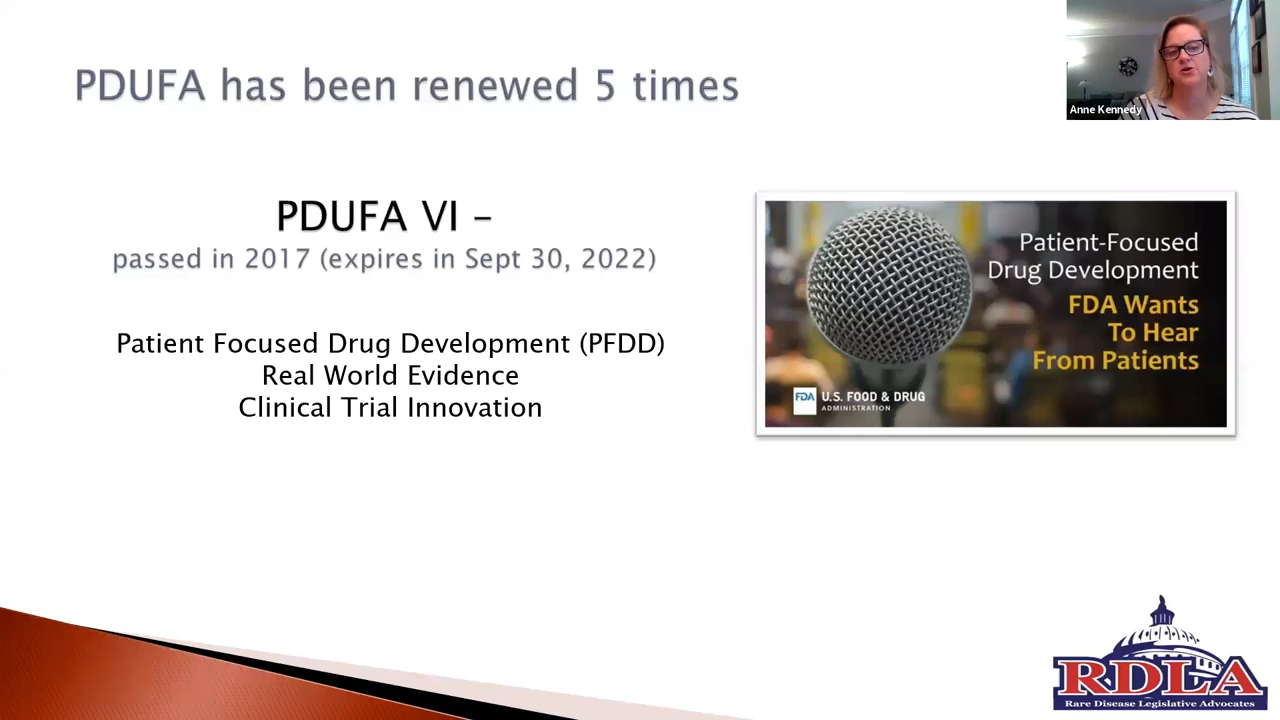 PDUFA has been renewed 5 times
Anne Kennedy
PDUFA VI –
passed in 2017 (expires in Sept 30, 2022)
Patient Focused Drug Development (PFDD)
Real World Evidence
Clinical Trial Innovation
Patient-Focused
Drug Development
FDA Wants
To Hear
From Patients
FDA
U.S. FOOD & DRUG
ADMINISTRATION
RDLA
Rare Disease Legislative Advocates